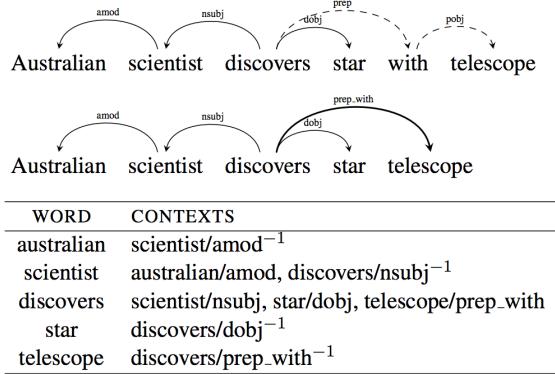 prep
amod nsubj dobj pobj
Australian scientist discovers star with telescope
prep_with
amod nsubj dobj
Australian scientist discovers star telescope
WORD CONTEXTS
australian scientist/amod⁻¹
scientist australian/amod, discovers/nsubj⁻¹
discovers scientist/nsubj, star/dobj, telescope/prep_with
star discovers/dobj⁻¹
telescope discovers/prep_with⁻¹